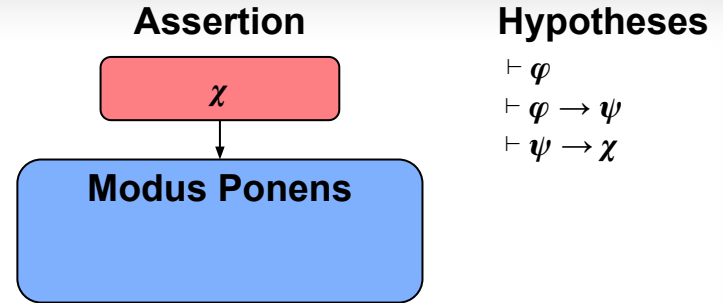 Assertion
χ
Modus Ponens
Hypotheses
⊢ φ
⊢ φ → ψ
⊢ ψ → χ